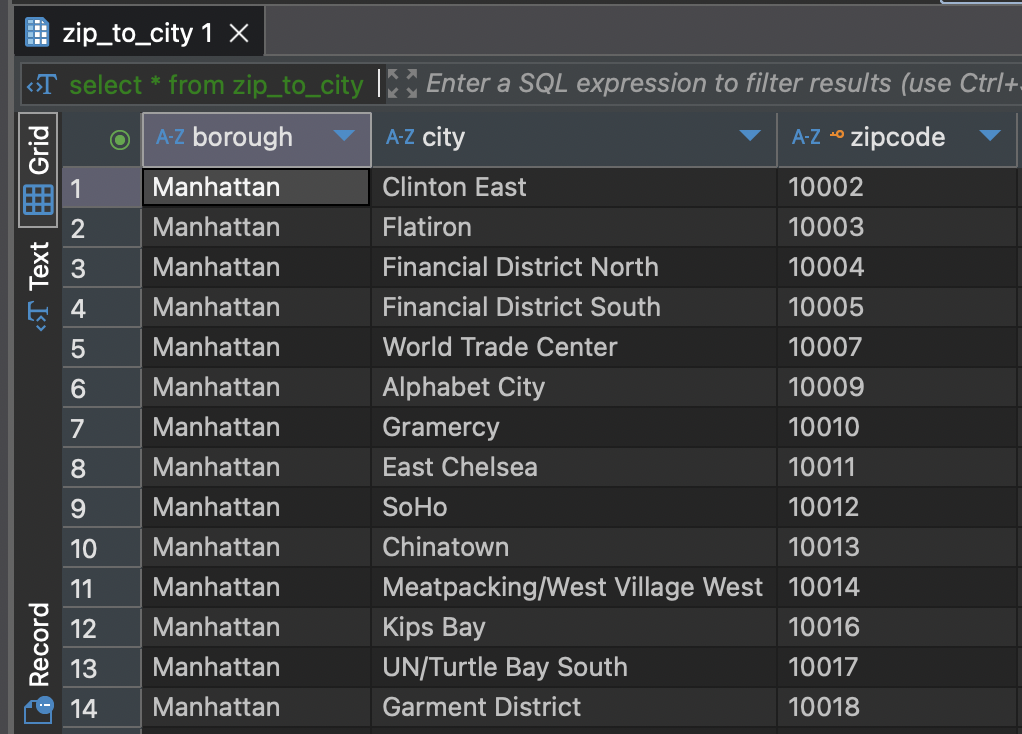 zip_to_city 1
select * from zip_to_city Enter a SQL expression to filter results (use Ctrl+
Grid
Text
Record
A-Z borough A-Z city A-Z zipcode
1 Manhattan Clinton East 10002
2 Manhattan Flatiron 10003
3 Manhattan Financial District North 10004
4 Manhattan Financial District South 10005
5 Manhattan World Trade Center 10007
6 Manhattan Alphabet City 10009
7 Manhattan Gramercy 10010
8 Manhattan East Chelsea 10011
9 Manhattan SoHo 10012
10 Manhattan Chinatown 10013
11 Manhattan Meatpacking/West Village West 10014
12 Manhattan Kips Bay 10016
13 Manhattan UN/Turtle Bay South 10017
14 Manhattan Garment District 10018